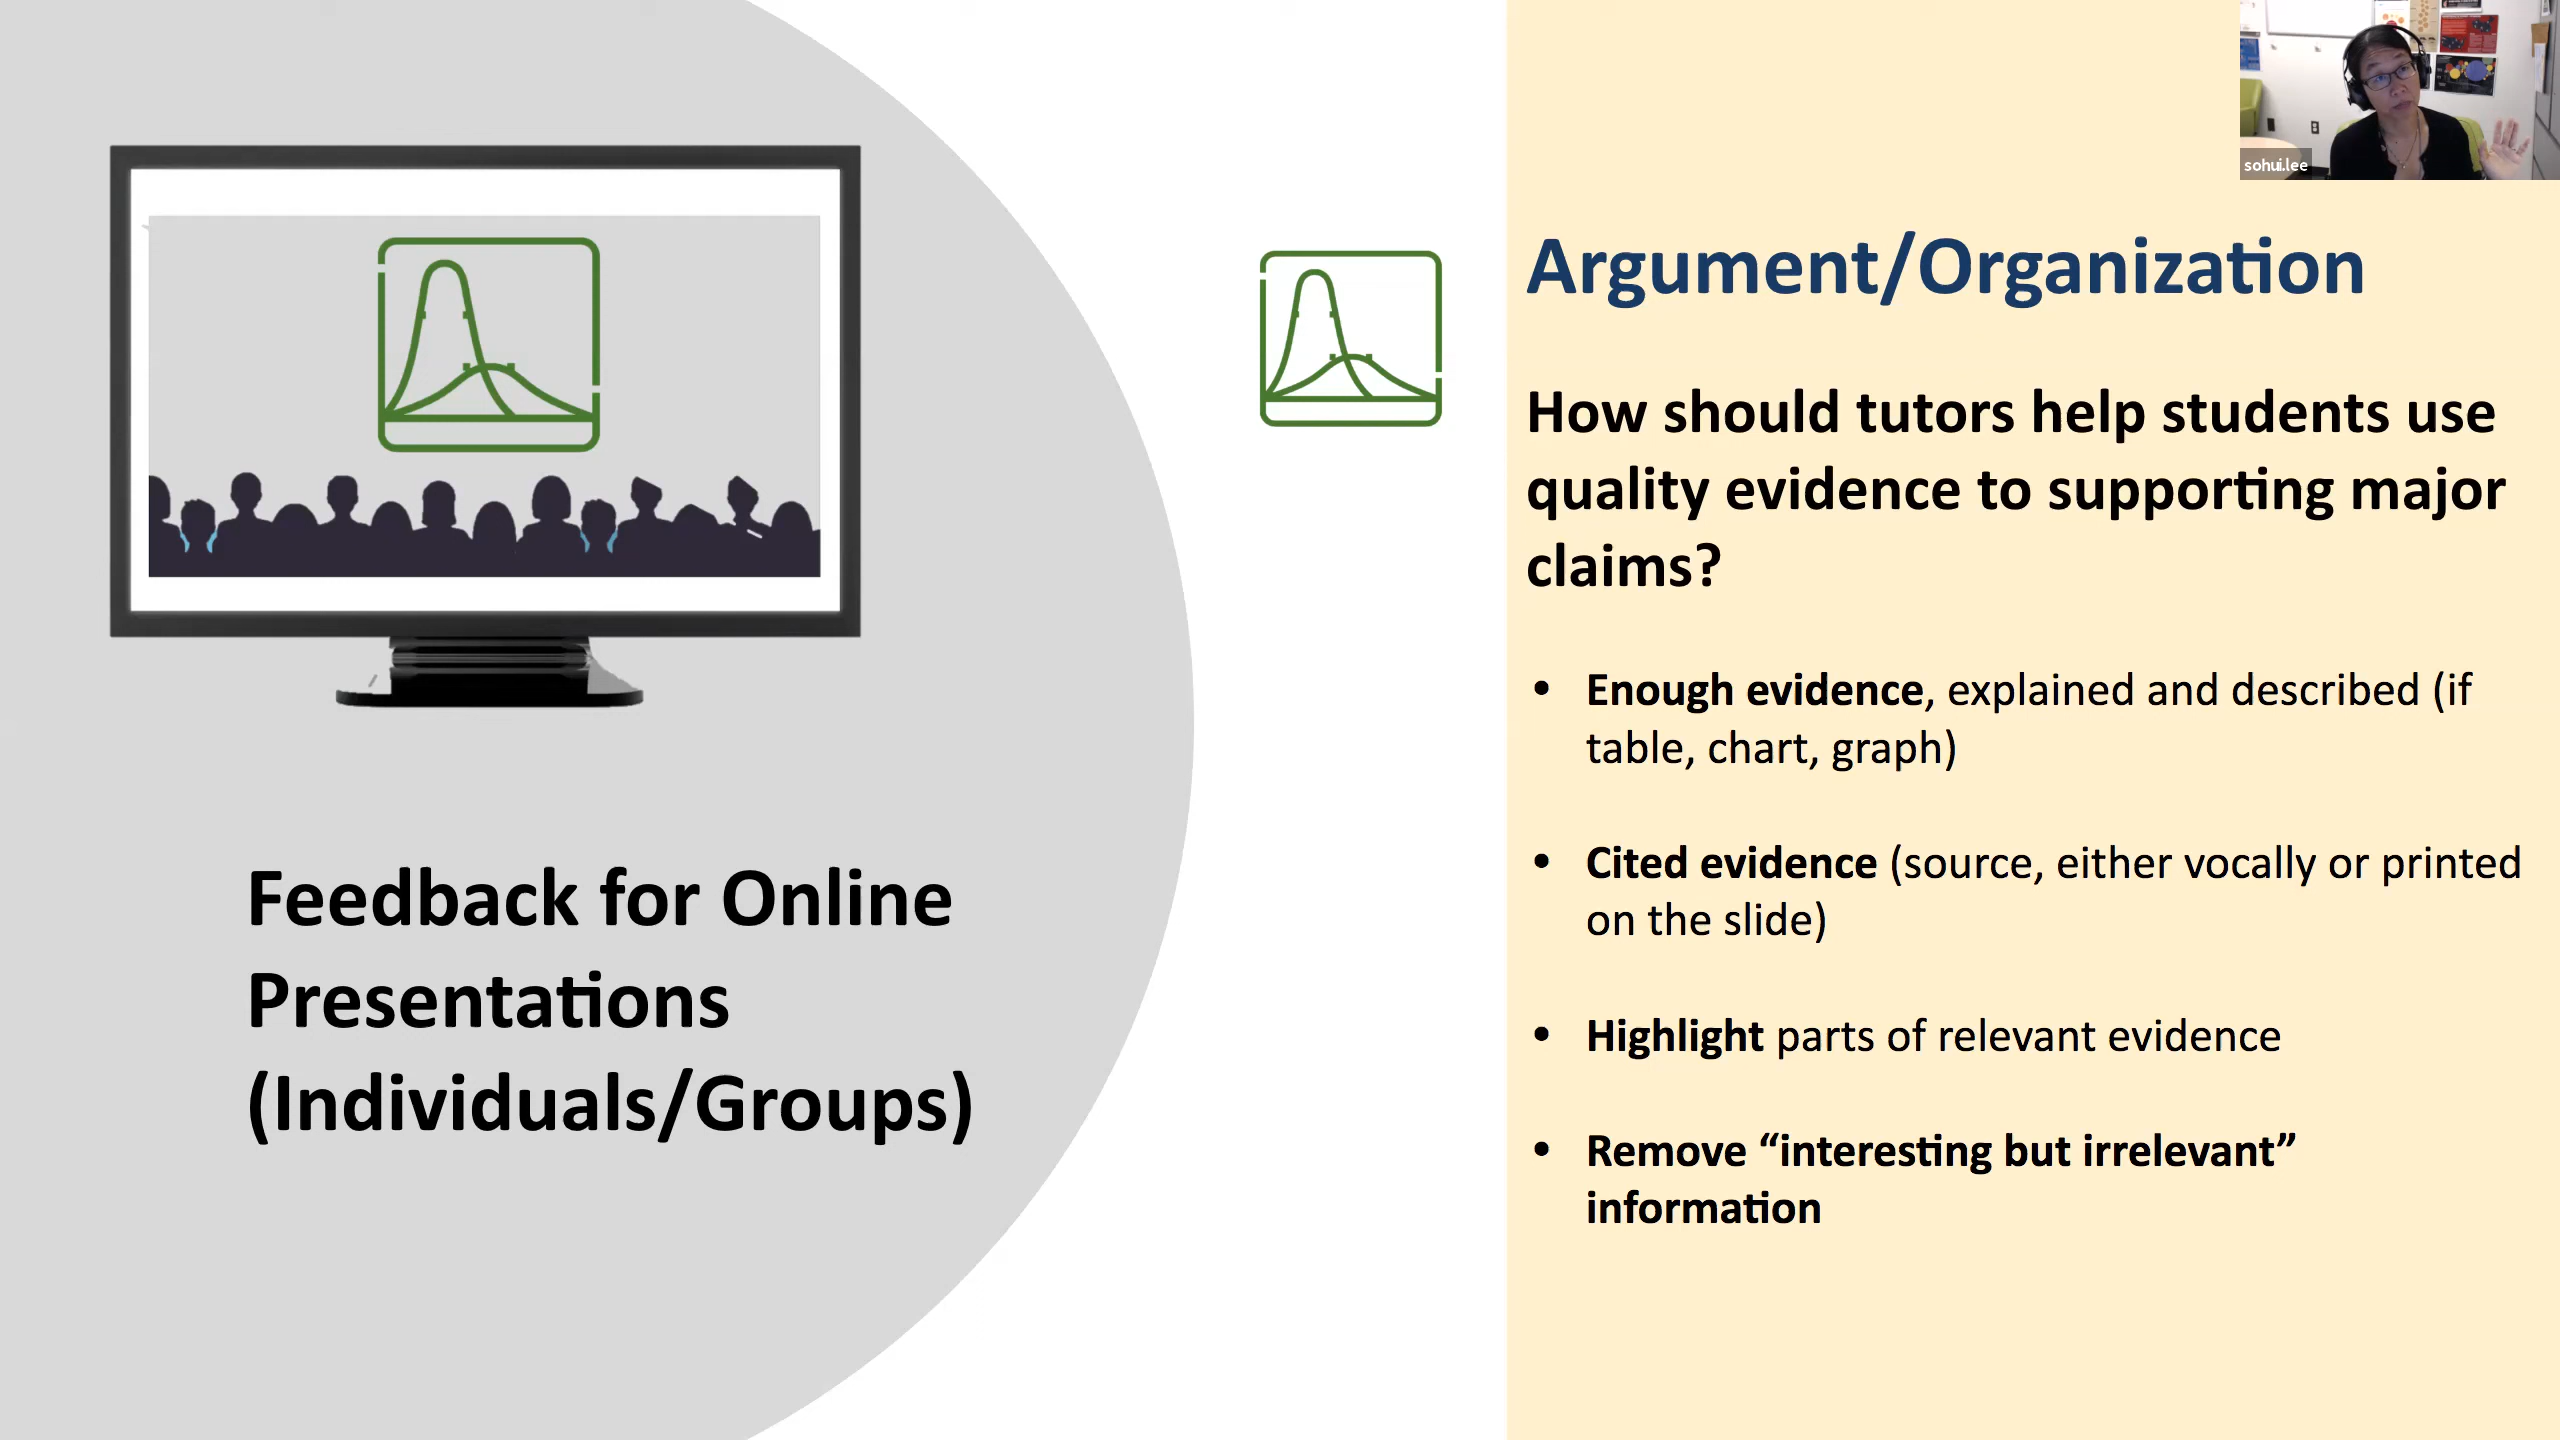 sohui.lee
Feedback for Online
Presentations
(Individuals/Groups)
Argument/Organization
How should tutors help students use
quality evidence to supporting major
claims?
• Enough evidence, explained and described (if
table, chart, graph)
• Cited evidence (source, either vocally or printed
on the slide)
• Highlight parts of relevant evidence
• Remove “interesting but irrelevant”
information